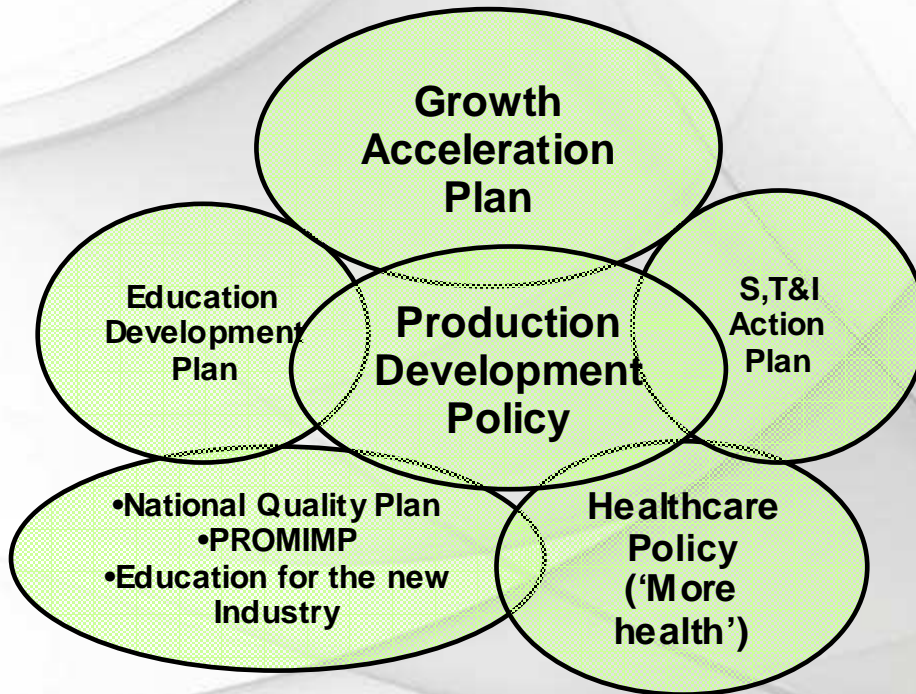 Growth
Acceleration
Plan
Education
Development
Plan
Production
Development
Policy
S,T&I
Action
Plan
•National Quality Plan
•PROMIMP
•Education for the new
Industry
Healthcare
Policy
(‘More
health’)